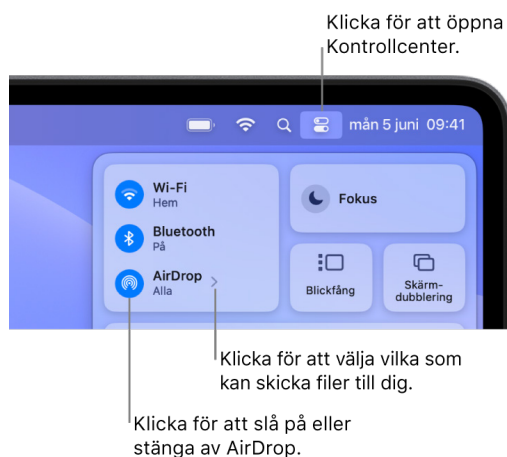 Klicka för att öppna
Kontrollcenter.
mån 5 juni 09:41
Wi-Fi
Hem
Fokus
Bluetooth
På
AirDrop
Alla
Blickfång
Skärm-
dubblering
Klicka för att välja vilka som
kan skicka filer till dig.
Klicka för att slå på eller
stänga av AirDrop.